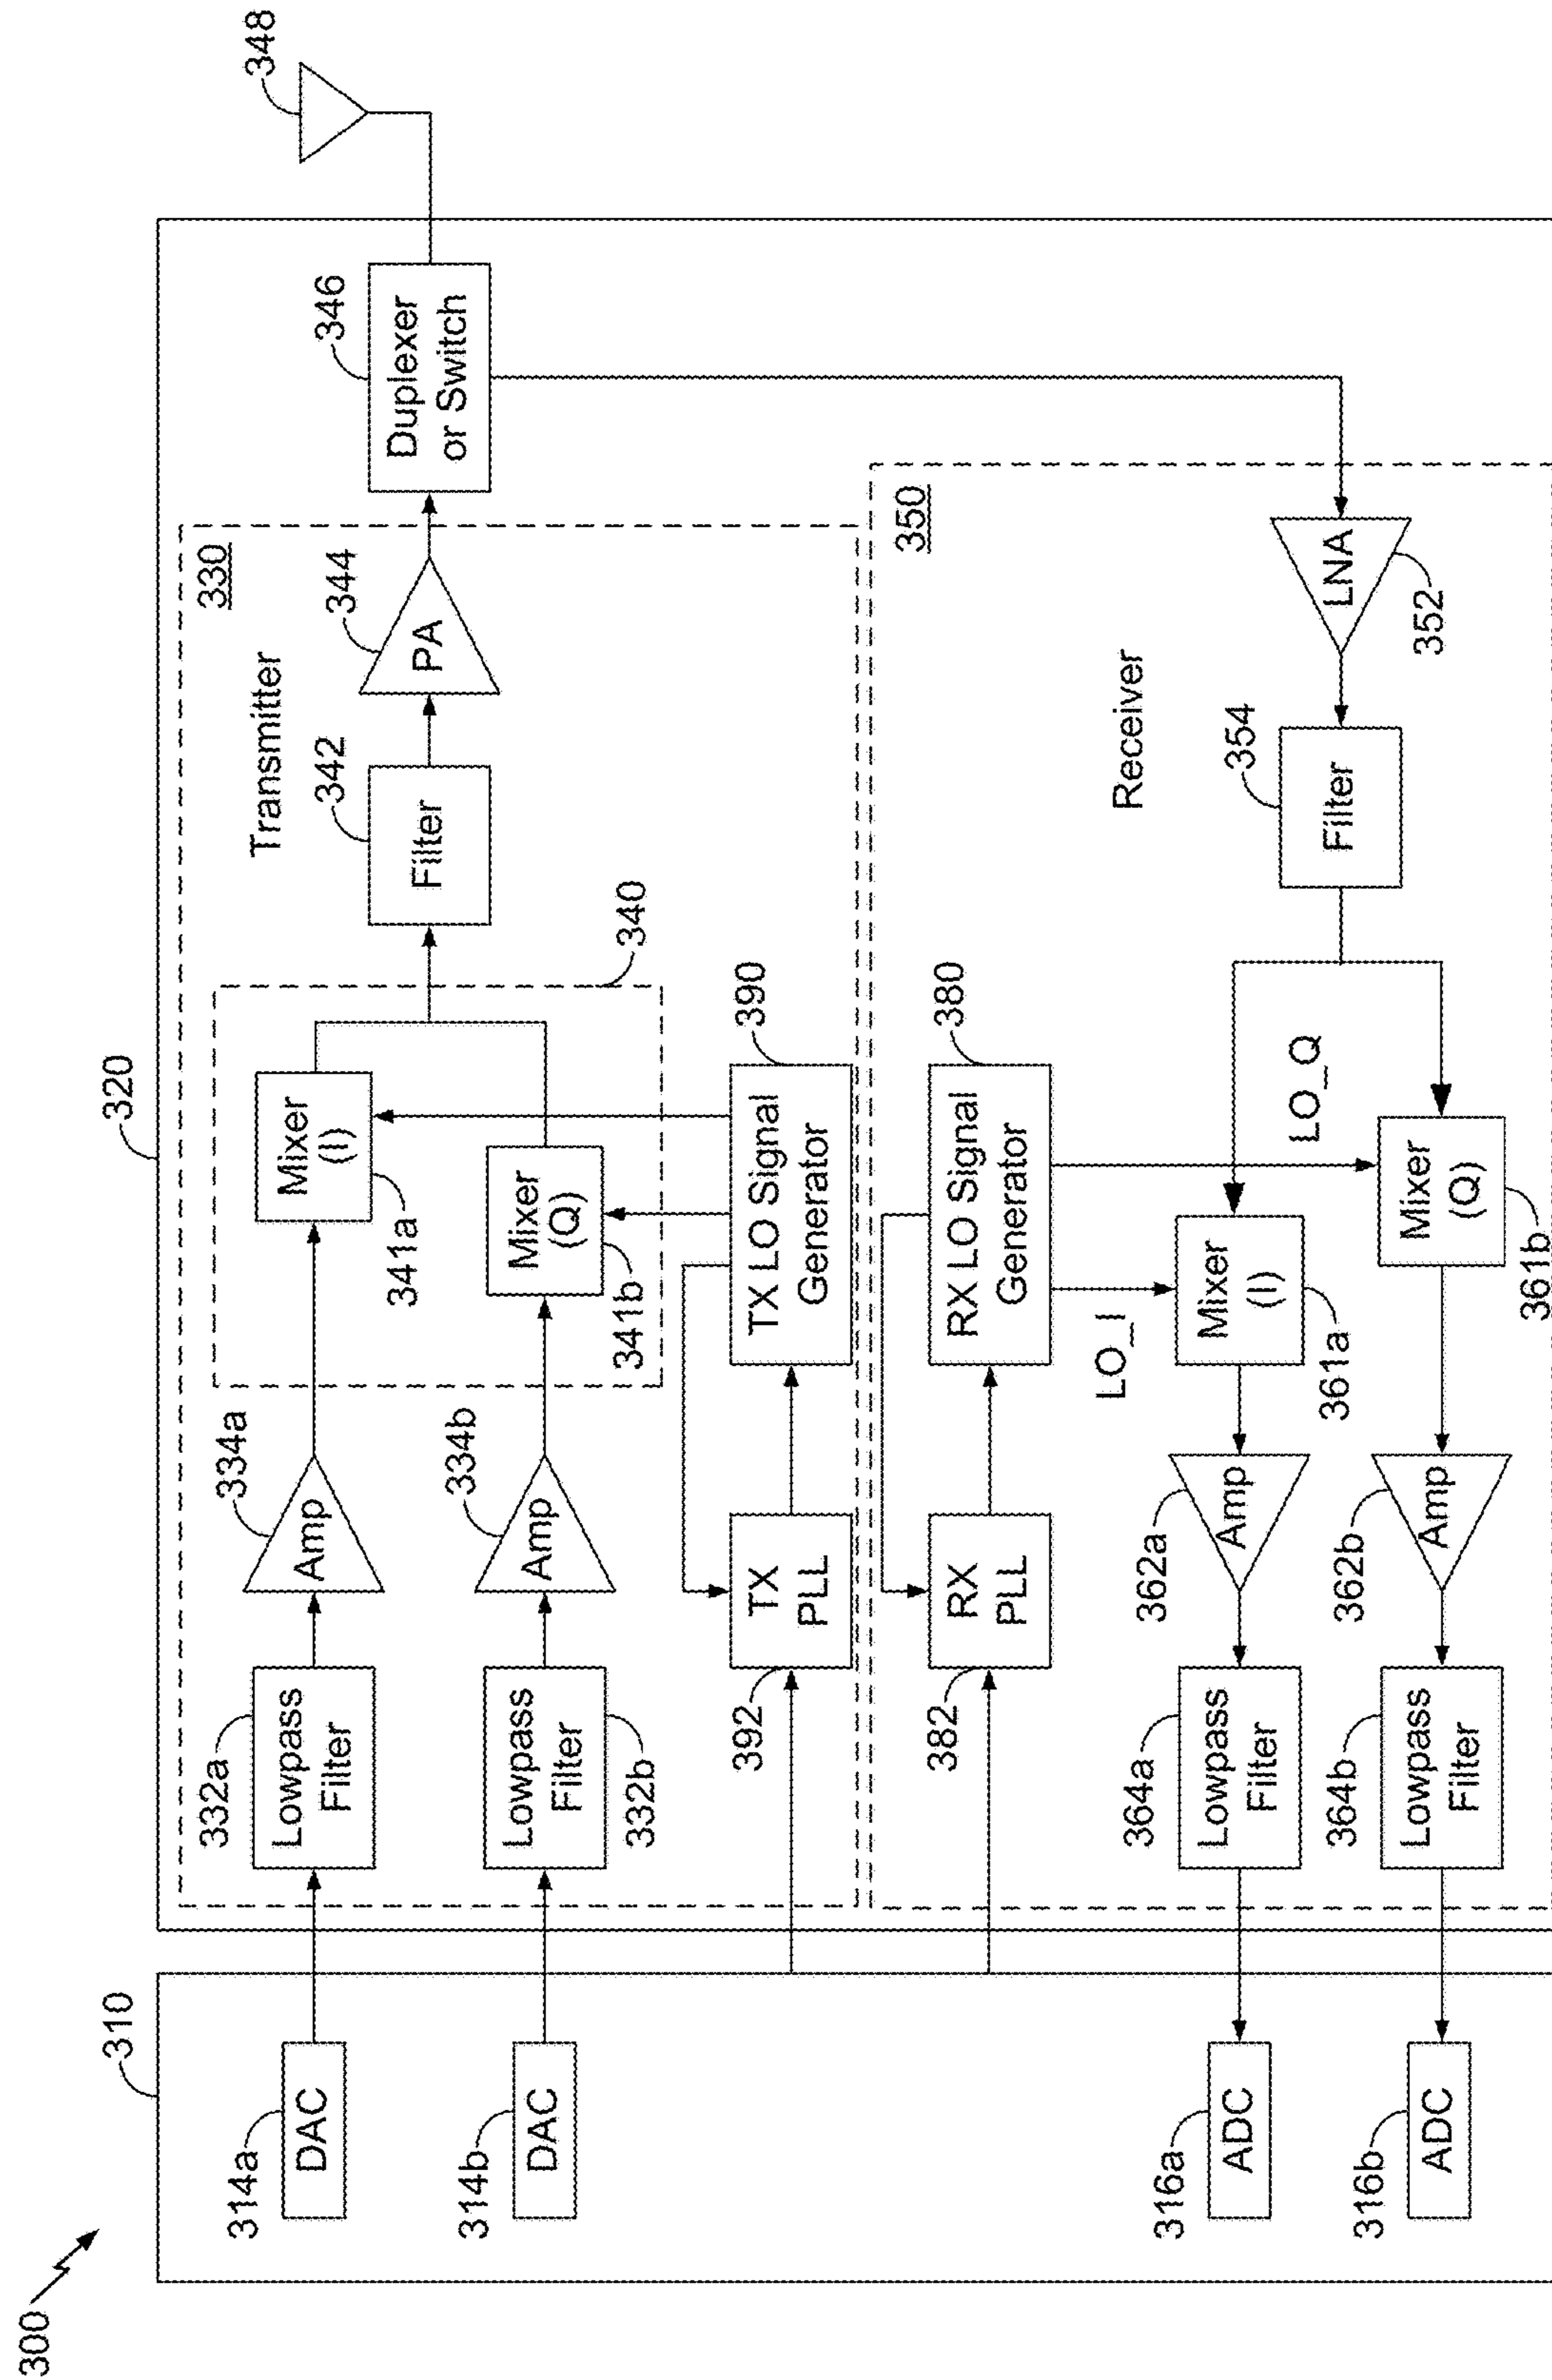 300
310
320
348
314a
DAC
332a
Lowpass
Filter
334a
Amp
Mixer
(I)
341a
Transmitter
330
342
Filter
344
PA
346
Duplexer
or Switch
314b
DAC
Lowpass
Filter
332b
334b
Amp
Mixer
(Q)
341b
340
392
TX
PLL
TX LO Signal
Generator
390
350
382
RX
PLL
RX LO Signal
Generator
380
Receiver
LO_I
LO_Q
316a
ADC
364a
Lowpass
Filter
362a
Amp
Mixer
(I)
361a
354
Filter
LNA
352
316b
ADC
364b
Lowpass
Filter
362b
Amp
Mixer
(Q)
361b